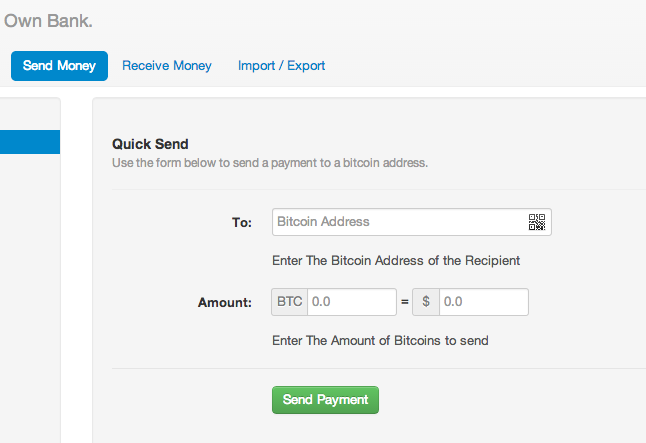 Own Bank.
Send Money Receive Money Import / Export
Quick Send
Use the form below to send a payment to a bitcoin address.
To: Bitcoin Address
Enter The Bitcoin Address of the Recipient
Amount: BTC 0.0 = $ 0.0
Enter The Amount of Bitcoins to send
Send Payment